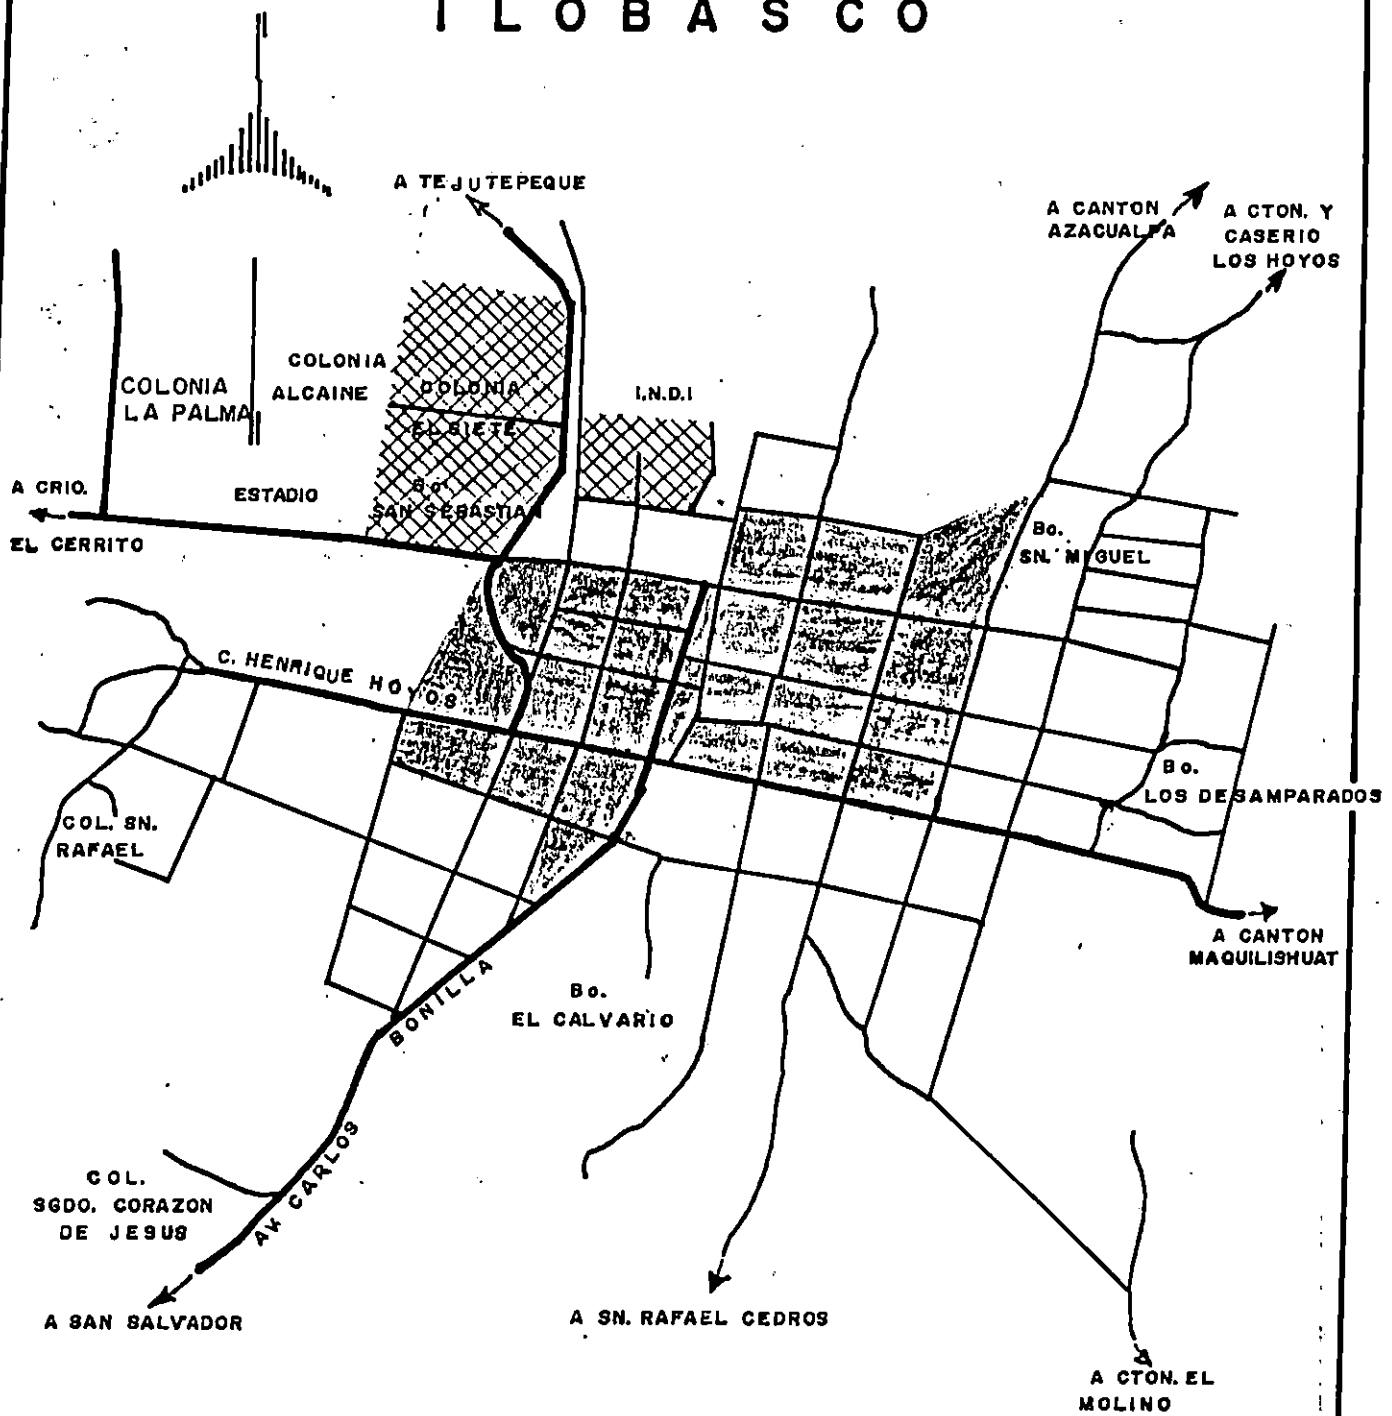 ILOBASCO
A TEJUTEPEQUE
A CANTON
AZACUALPA
A CTON. Y
CASERIO
LOS HOYOS
COLONIA
LA PALMA
COLONIA
ALCAINE
COLONIA
EL SIETE
I.N.D.I
Bo.
SAN SEBASTIAN
A CRIO.
EL CERRITO
ESTADIO
Bo.
SN. MIGUEL
C. HENRIQUE HOYOS
Bo.
LOS DESAMPARADOS
COL. SN.
RAFAEL
A CANTON
MAQUILISHUAT
Bo.
EL CALVARIO
AV. CARLOS BONILLA
COL.
SGDO. CORAZON
DE JESUS
A SAN SALVADOR
A SN. RAFAEL CEDROS
A CTON. EL
MOLINO